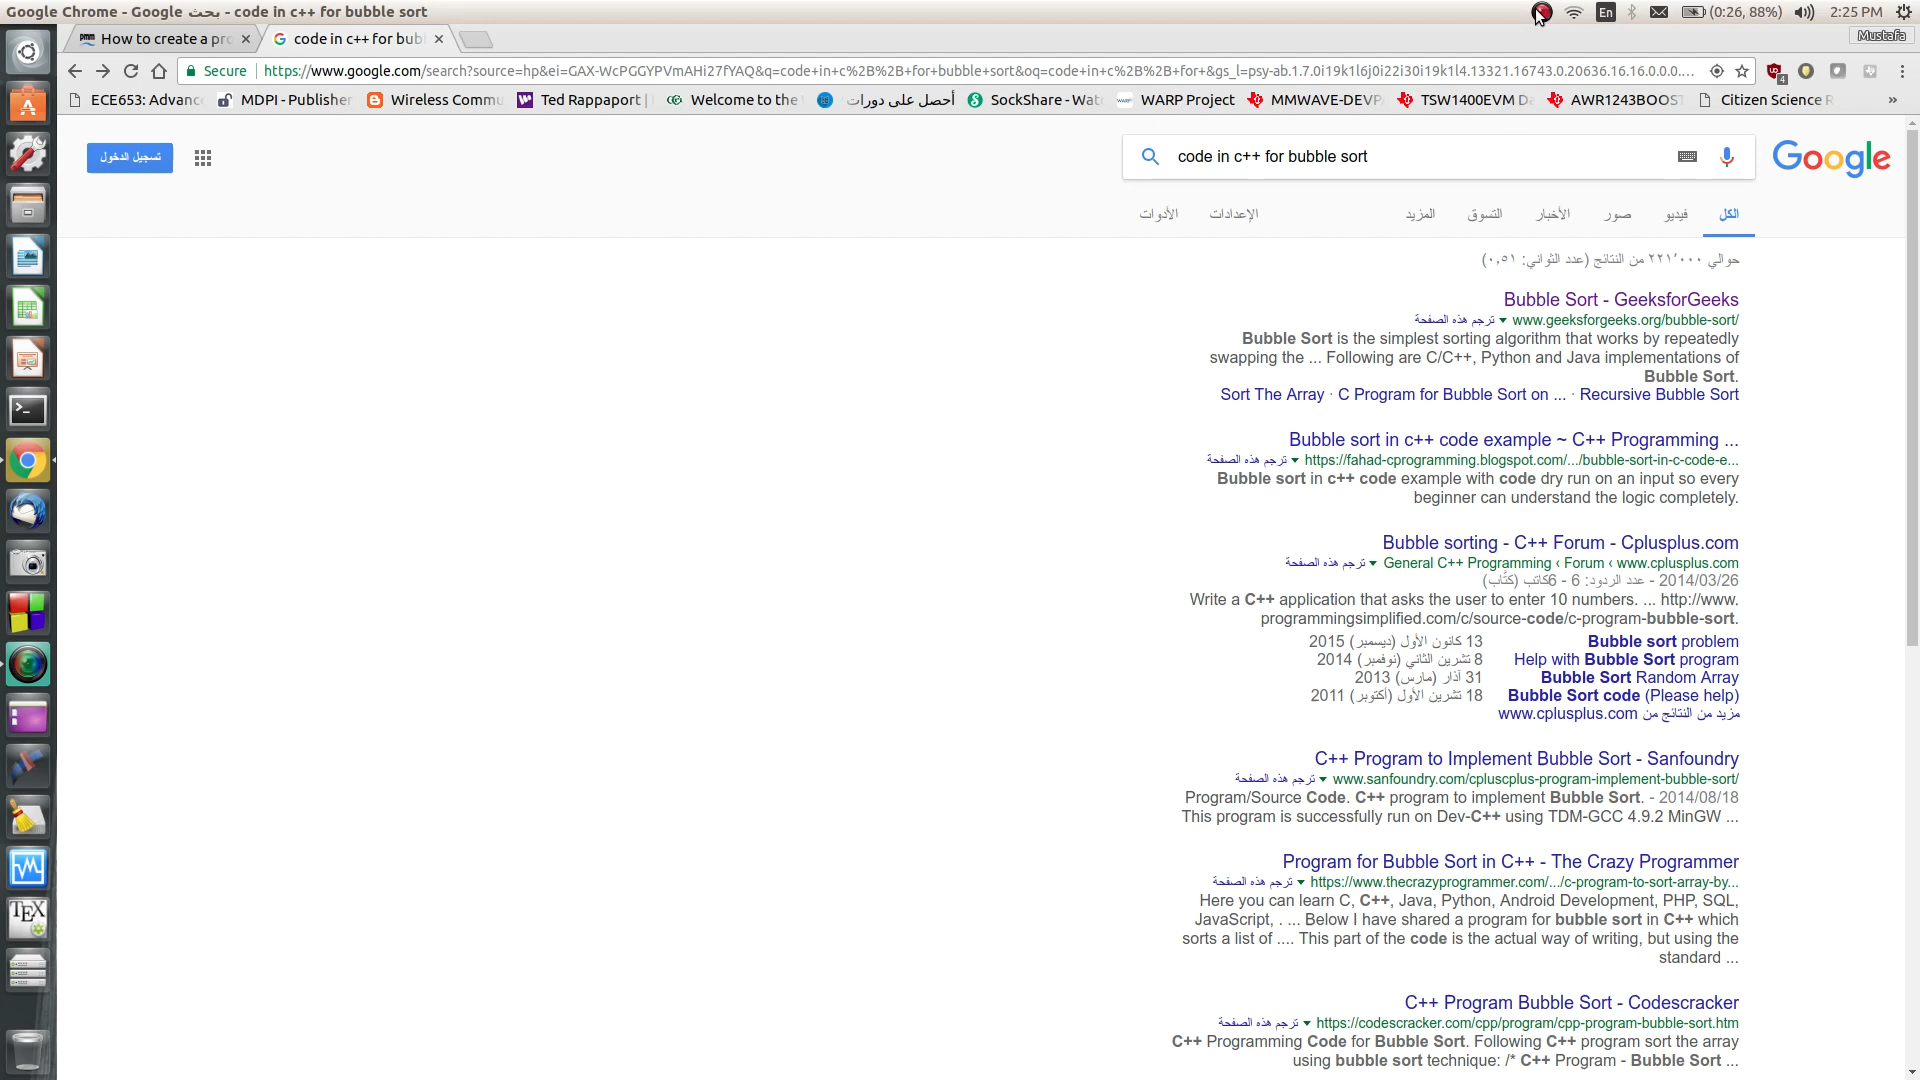 Google Chrome - Google بحث - code in c++ for bubble sort
En
(0:26, 88%)
2:25 PM
How to create a pro
code in c++ for bubl
Mustafa
Secure
https://www.google.com/search?source=hp&ei=GAX-WcPGGYPVmAHi27fYAQ&q=code+in+c%2B%2B+for+bubble+sort&oq=code+in+c%2B%2B+for+&gs_l=psy-ab.1.7.0i19k1l6j0i22i30i19k1l4.13321.16743.0.20636.16.16.0.0.0....
4
ECE653: Advanc
MDPI - Publisher
Wireless Commu
Ted Rappaport |
Welcome to the
أحصل على دورات
SockShare - Wat
WARP Project
MMWAVE-DEVP
TSW1400EVM Da
AWR1243BOOST
Citizen Science R
»
تسجيل الدخول
code in c++ for bubble sort
Google
الكل
فيديو
صور
الأخبار
التسوق
المزيد
الإعدادات
الأدوات
حوالي ٢٢١٬٠٠٠ من النتائج (عدد الثواني: ٠,٥١)
Bubble Sort - GeeksforGeeks
www.geeksforgeeks.org/bubble-sort/ ترجم هذه الصفحة
Bubble Sort is the simplest sorting algorithm that works by repeatedly
swapping the ... Following are C/C++, Python and Java implementations of
Bubble Sort.
Sort The Array · C Program for Bubble Sort on ... · Recursive Bubble Sort
Bubble sort in c++ code example ~ C++ Programming ...
https://fahad-cprogramming.blogspot.com/.../bubble-sort-in-c-code-e... ترجم هذه الصفحة
Bubble sort in c++ code example with code dry run on an input so every
beginner can understand the logic completely.
Bubble sorting - C++ Forum - Cplusplus.com
General C++ Programming ‹ Forum ‹ www.cplusplus.com ترجم هذه الصفحة
2014/03/26 - عدد الردود: 6 - 6كاتب (كتّاب)
Write a C++ application that asks the user to enter 10 numbers. ... http://www.
programmingsimplified.com/c/source-code/c-program-bubble-sort.
Bubble sort problem 13 كانون الأول (ديسمبر) 2015
Help with Bubble Sort program 8 تشرين الثاني (نوفمبر) 2014
Bubble Sort Random Array 31 آذار (مارس) 2013
Bubble Sort code (Please help) 18 تشرين الأول (أكتوبر) 2011
مزيد من النتائج من www.cplusplus.com
C++ Program to Implement Bubble Sort - Sanfoundry
www.sanfoundry.com/cpluscplus-program-implement-bubble-sort/ ترجم هذه الصفحة
Program/Source Code. C++ program to implement Bubble Sort. - 2014/08/18
This program is successfully run on Dev-C++ using TDM-GCC 4.9.2 MinGW ...
Program for Bubble Sort in C++ - The Crazy Programmer
https://www.thecrazyprogrammer.com/.../c-program-to-sort-array-by... ترجم هذه الصفحة
Here you can learn C, C++, Java, Python, Android Development, PHP, SQL,
JavaScript, . ... Below I have shared a program for bubble sort in C++ which
sorts a list of .... This part of the code is the actual way of writing, but using the
standard ...
C++ Program Bubble Sort - Codescracker
https://codescracker.com/cpp/program/cpp-program-bubble-sort.htm ترجم هذه الصفحة
C++ Programming Code for Bubble Sort. Following C++ program sort the array
using bubble sort technique: /* C++ Program - Bubble Sort ...
TEX